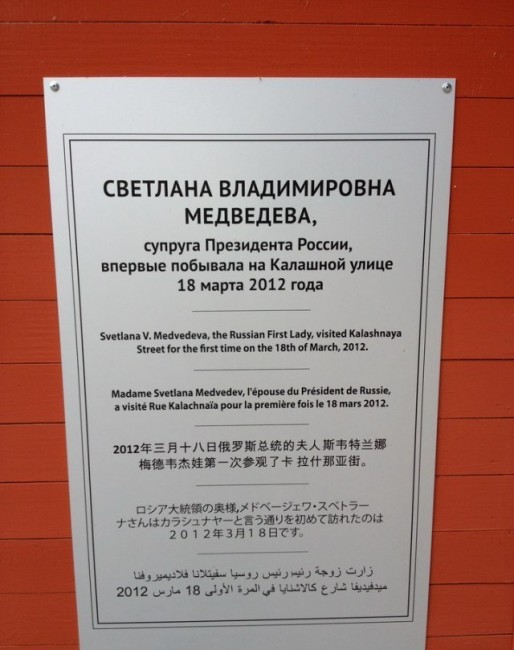 СВЕТЛАНА ВЛАДИМИРОВНА
МЕДВЕДЕВА,
супруга Президента России,
впервые побывала на Калашной улице
18 марта 2012 года
Svetlana V. Medvedeva, the Russian First Lady, visited Kalashnaya
Street for the first time on the 18th of March, 2012.
Madame Svetlana Medvedev, l'épouse du Président de Russie,
a visité Rue Kalachnaïa pour la première fois le 18 mars 2012.
2012年三月十八日俄罗斯总统的夫人斯韦特兰娜
梅德韦杰娃第一次参观了卡 拉什那亚街。
ロシア大統領の奥様,メドベージェワ・スベトラー
ナさんはカラシュナヤーと言う通りを初めて訪れたのは
２０１２年3月１８日です。
زارت زوجة رئيس رئيس روسيا سفيتلانا فلاديميروفنا
ميدفيديفا شارع كالاشنايا في المرة الأولى 18 مارس 2012